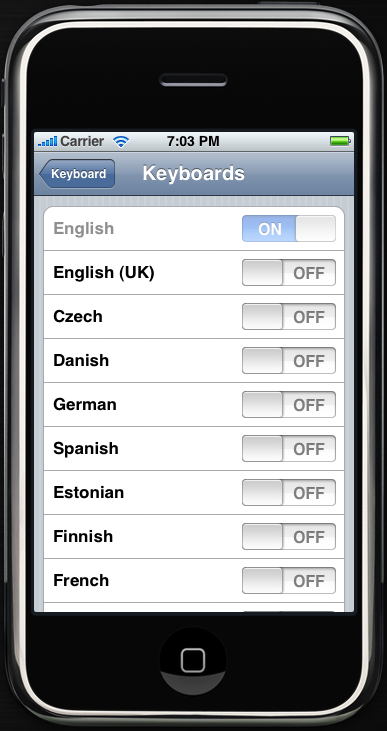 Carrier 7:03 PM
Keyboard Keyboards
English ON
English (UK) OFF
Czech OFF
Danish OFF
German OFF
Spanish OFF
Estonian OFF
Finnish OFF
French OFF